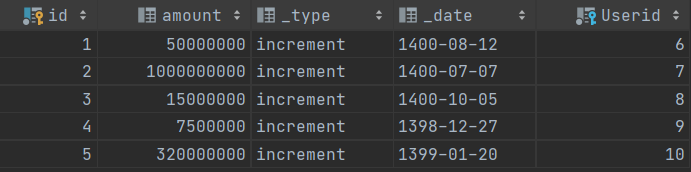 id amount _type _date Userid
1 50000000 increment 1400-08-12 6
2 1000000000 increment 1400-07-07 7
3 15000000 increment 1400-10-05 8
4 7500000 increment 1398-12-27 9
5 320000000 increment 1399-01-20 10